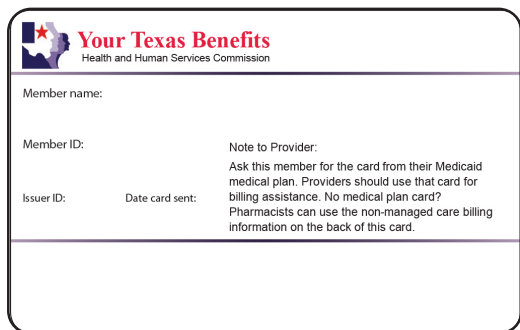 Your Texas Benefits
Health and Human Services Commission
Member name:
Member ID:
Note to Provider:
Ask this member for the card from their Medicaid
medical plan. Providers should use that card for
billing assistance. No medical plan card?
Pharmacists can use the non-managed care billing
information on the back of this card.
Issuer ID:
Date card sent: